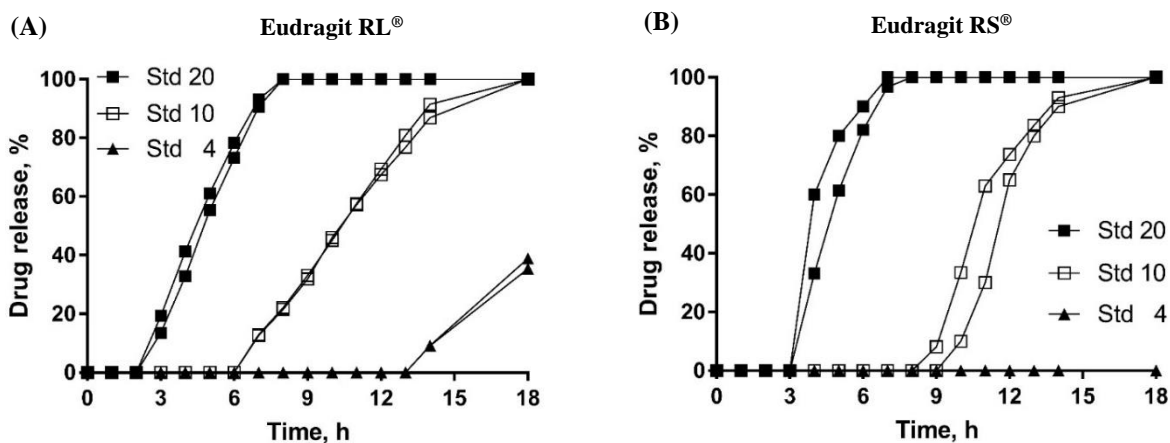 (A)
Eudragit RL®
Std 20
Std 10
Std 4
100
80
60
40
20
0
Drug release, %
0 3 6 9 12 15 18
Time, h
(B)
Eudragit RS®
100
80
60
40
20
0
Drug release, %
Std 20
Std 10
Std 4
0 3 6 9 12 15 18
Time, h